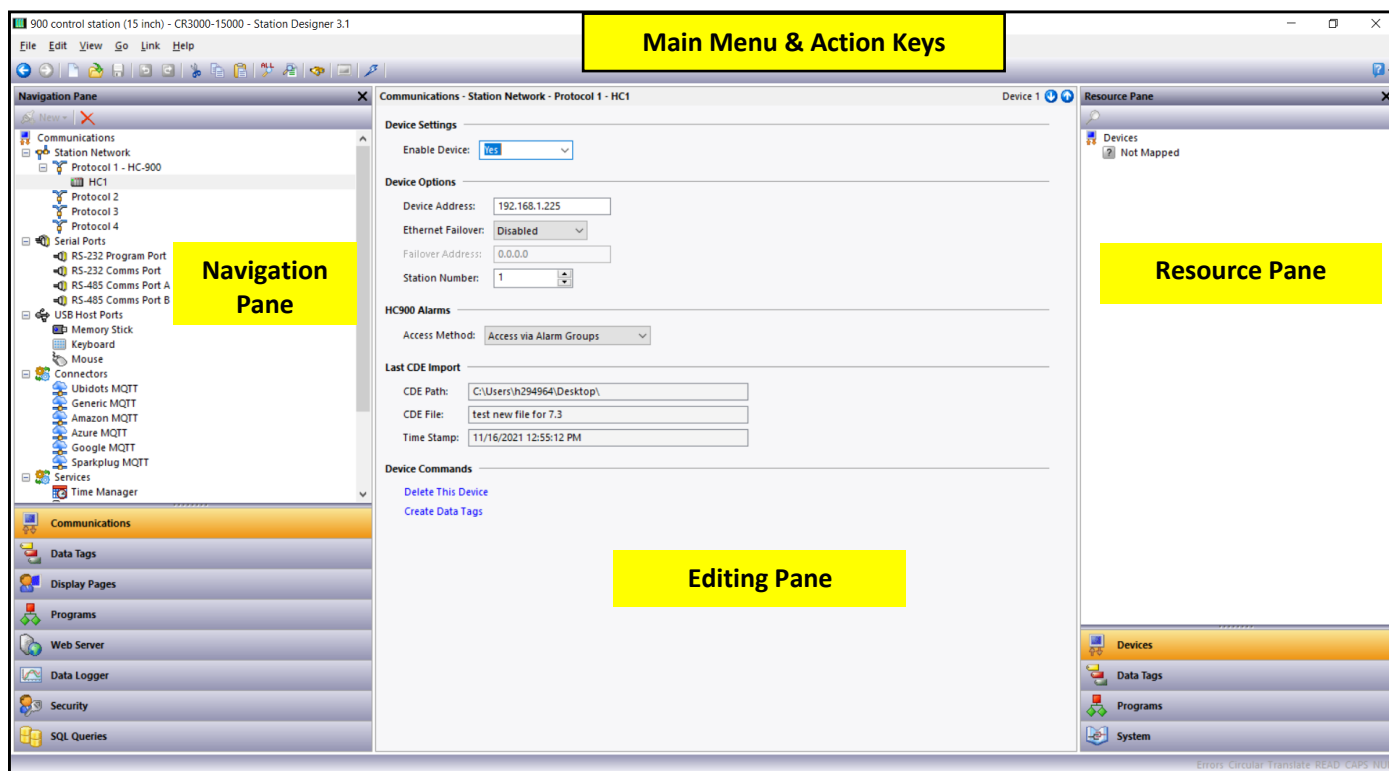 900 control station (15 inch) - CR3000-15000 - Station Designer 3.1
Main Menu & Action Keys
File Edit View Go Link Help
Navigation Pane
New
Communications
Station Network
Protocol 1 - HC-900
HC1
Protocol 2
Protocol 3
Protocol 4
Serial Ports
RS-232 Program Port
RS-232 Comms Port
RS-485 Comms Port A
RS-485 Comms Port B
USB Host Ports
Memory Stick
Keyboard
Mouse
Connectors
Ubidots MQTT
Generic MQTT
Amazon MQTT
Azure MQTT
Google MQTT
Sparkplug MQTT
Services
Time Manager
Navigation
Pane
Communications
Data Tags
Display Pages
Programs
Web Server
Data Logger
Security
SQL Queries
Communications - Station Network - Protocol 1 - HC1 Device 1
Device Settings
Enable Device: Yes
Device Options
Device Address: 192.168.1.225
Ethernet Failover: Disabled
Failover Address: 0.0.0.0
Station Number: 1
HC900 Alarms
Access Method: Access via Alarm Groups
Last CDE Import
CDE Path: C:\Users\h294964\Desktop\
CDE File: test new file for 7.3
Time Stamp: 11/16/2021 12:55:12 PM
Device Commands
Delete This Device
Create Data Tags
Editing Pane
Resource Pane
Devices
Not Mapped
Resource Pane
Devices
Data Tags
Programs
System
Errors Circular Translate READ CAPS